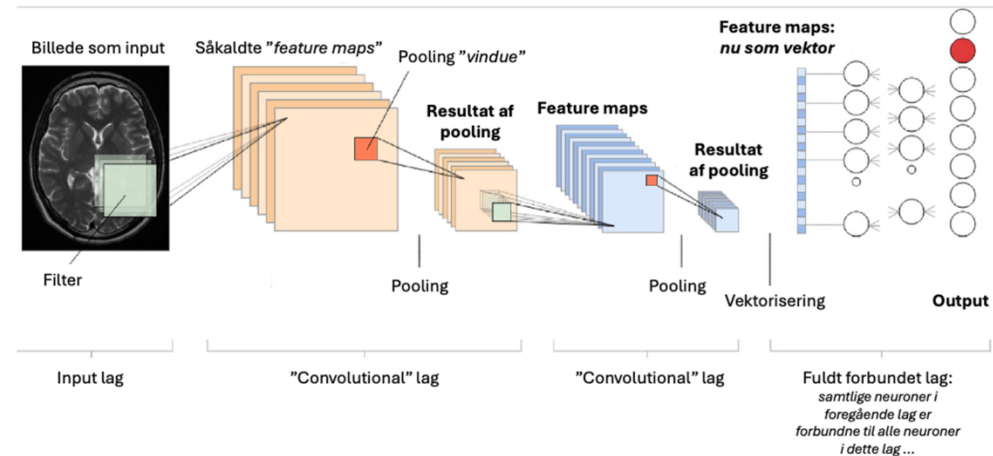 Billede som input
Såkaldte ”feature maps”
Pooling ”vindue”
Resultat af
pooling
Feature maps
Resultat
af pooling
Feature maps:
nu som vektor
Filter
Pooling
Pooling
Vektorisering
Output
Input lag
”Convolutional” lag
”Convolutional” lag
Fuldt forbundet lag:
samtlige neuroner i
foregående lag er
forbundne til alle neuroner
i dette lag ...